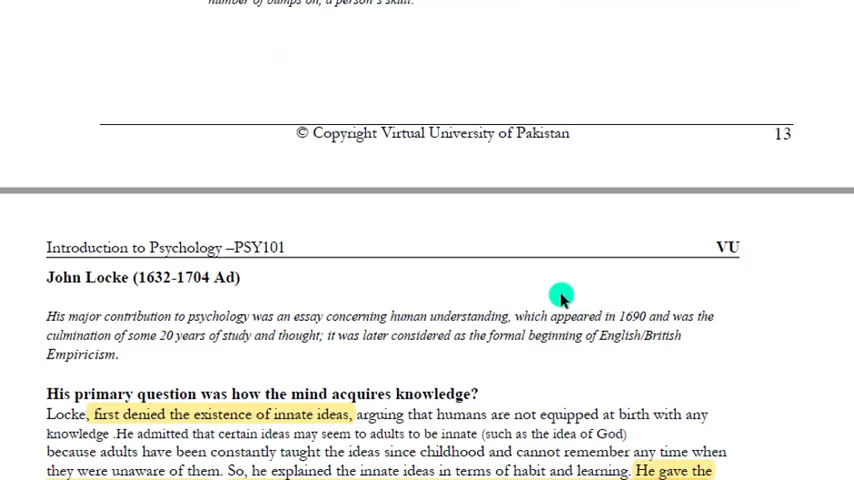 number of bumps on, a person's skull.
© Copyright Virtual University of Pakistan 13
Introduction to Psychology –PSY101 VU
John Locke (1632-1704 Ad)
His major contribution to psychology was an essay concerning human understanding, which appeared in 1690 and was the
culmination of some 20 years of study and thought; it was later considered as the formal beginning of English/British
Empiricism.
His primary question was how the mind acquires knowledge?
Locke, first denied the existence of innate ideas, arguing that humans are not equipped at birth with any
knowledge .He admitted that certain ideas may seem to adults to be innate (such as the idea of God)
because adults have been constantly taught the ideas since childhood and cannot remember any time when
they were unaware of them. So, he explained the innate ideas in terms of habit and learning. He gave the